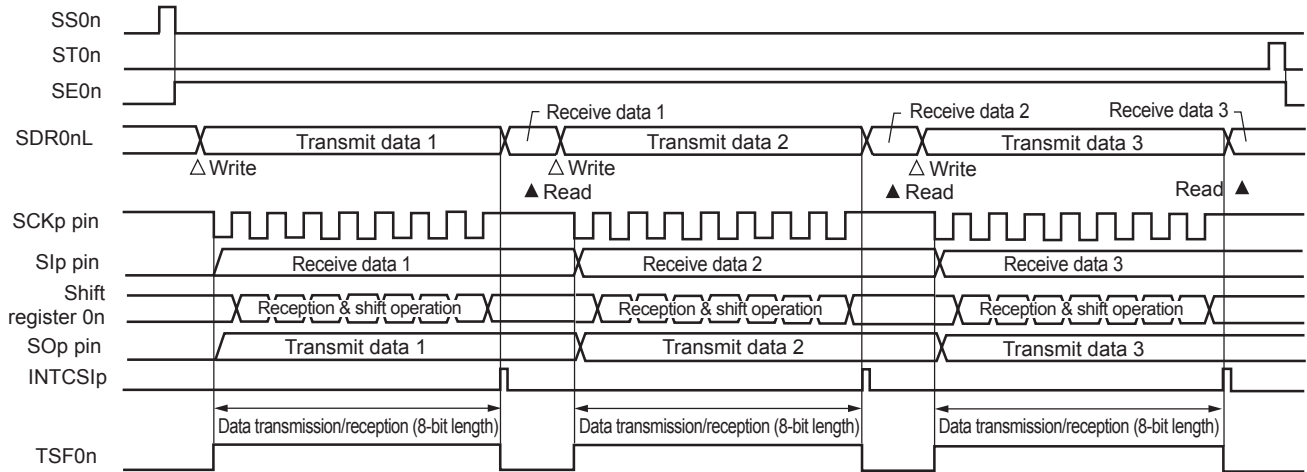 SS0n
ST0n
SE0n
Receive data 1
Receive data 2
Receive data 3
SDR0nL
Transmit data 1
Transmit data 2
Transmit data 3
△ Write
△ Write
△ Write
▲ Read
▲ Read
Read ▲
SCKp pin
SIp pin
Receive data 1
Receive data 2
Receive data 3
Shift
register 0n
Reception & shift operation
Reception & shift operation
Reception & shift operation
SOp pin
Transmit data 1
Transmit data 2
Transmit data 3
INTCSIp
Data transmission/reception (8-bit length)
Data transmission/reception (8-bit length)
Data transmission/reception (8-bit length)
TSF0n